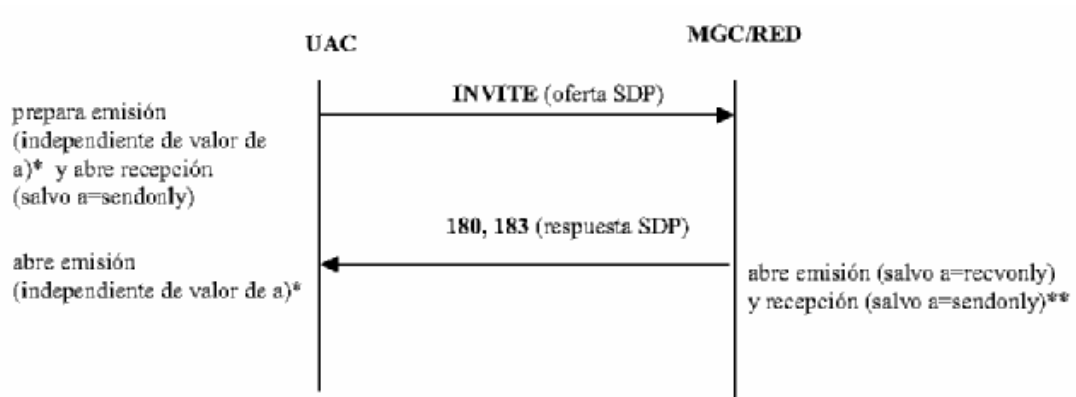 UAC
MGC/RED
INVITE (oferta SDP)
prepara emisión
(independiente de valor de
a)* y abre recepción
(salvo a=sendonly)
180, 183 (respuesta SDP)
abre emisión
(independiente de valor de a)*
abre emisión (salvo a=recvonly)
y recepción (salvo a=sendonly)**